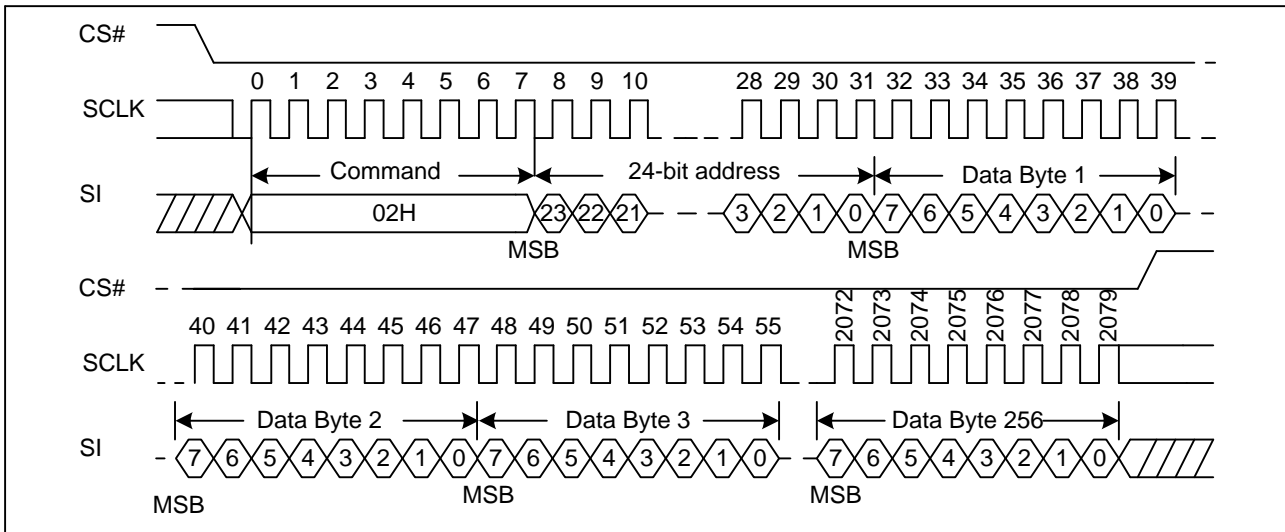 CS#
0 1 2 3 4 5 6 7 8 9 10 28 29 30 31 32 33 34 35 36 37 38 39
SCLK
Command 24-bit address Data Byte 1
SI
02H 23 22 21 3 2 1 0 7 6 5 4 3 2 1 0
MSB MSB
CS#
40 41 42 43 44 45 46 47 48 49 50 51 52 53 54 55 2072 2073 2074 2075 2076 2077 2078 2079
SCLK
Data Byte 2 Data Byte 3 Data Byte 256
SI
7 6 5 4 3 2 1 0 7 6 5 4 3 2 1 0 7 6 5 4 3 2 1 0
MSB MSB MSB